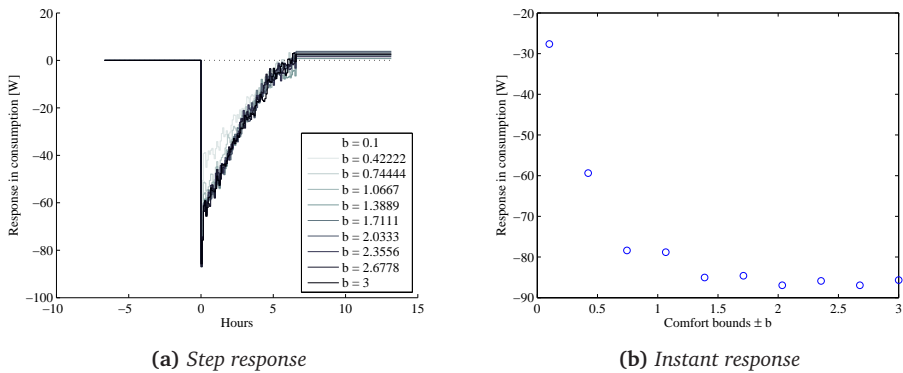 20
0
−20
−40
−60
−80
−100
−10
−5
0
5
10
15
Hours
Response in consumption [W]
b = 0.1
b = 0.42222
b = 0.74444
b = 1.0667
b = 1.3889
b = 1.7111
b = 2.0333
b = 2.3556
b = 2.6778
b = 3
(a) Step response
−20
−30
−40
−50
−60
−70
−80
−90
0
0.5
1
1.5
2
2.5
3
Comfort bounds ± b
Response in consumption [W]
(b) Instant response